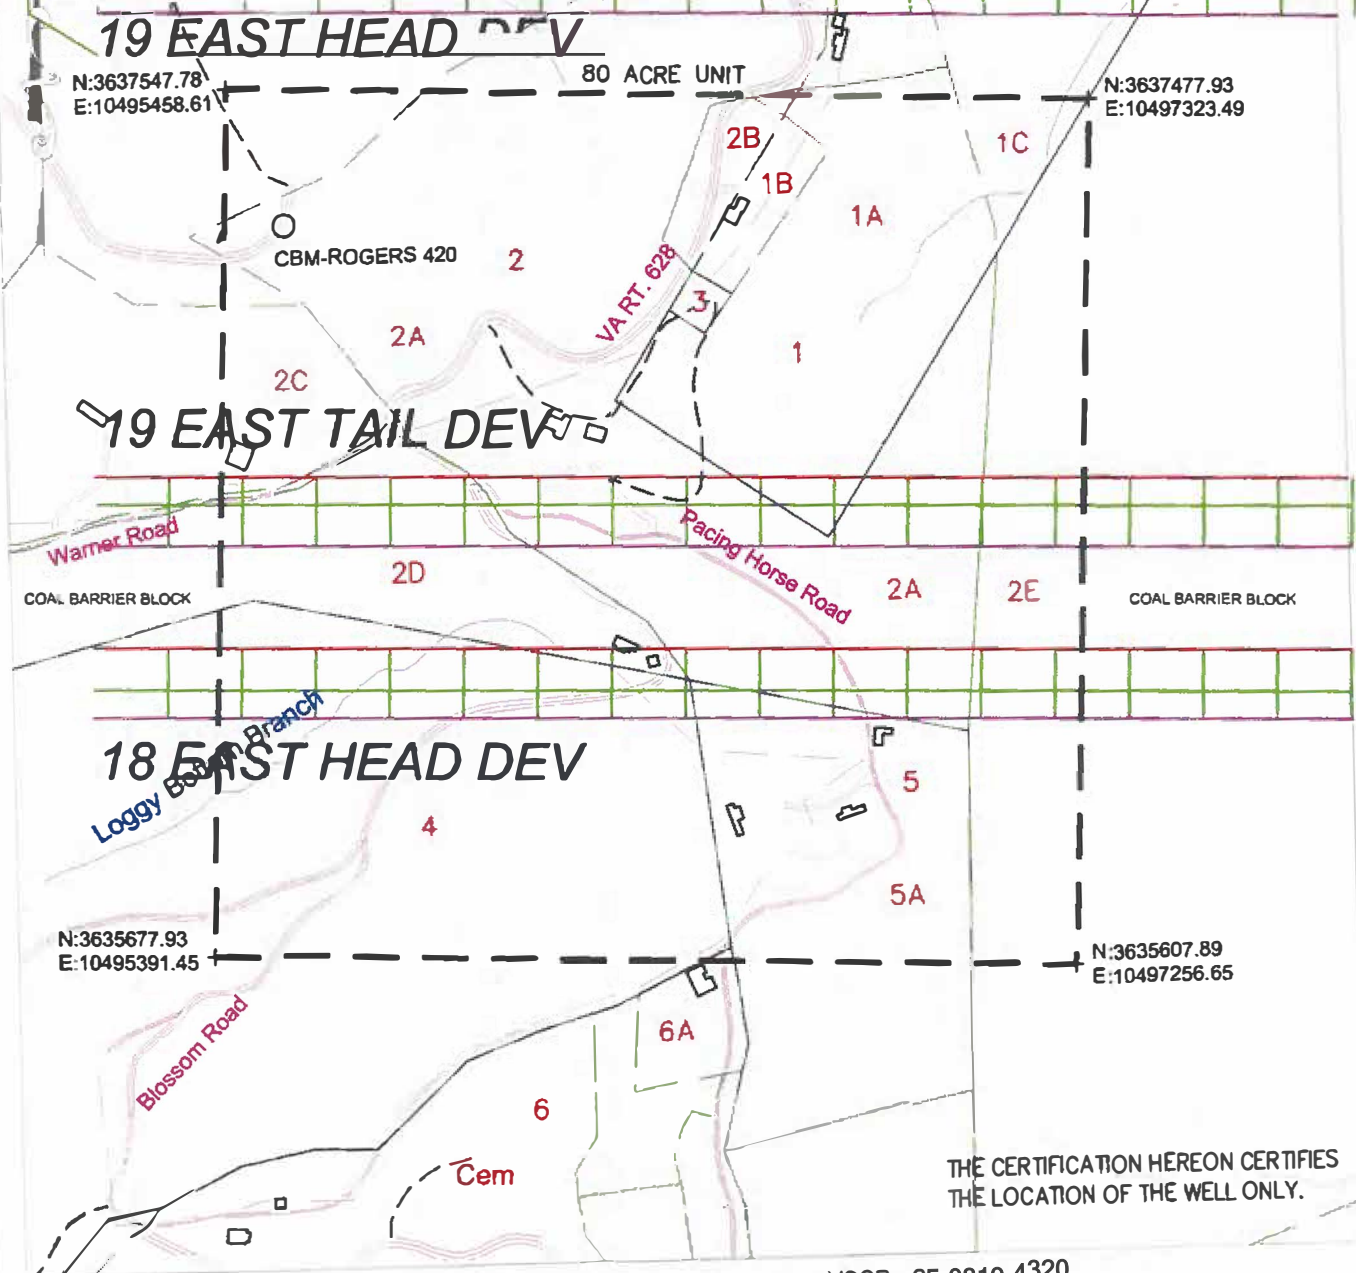 19 EAST HEAD
80 ACRE UNIT
N:3637547.78
E:10495458.61
N:3637477.93
E:10497323.49
2B
1C
1B
1A
CBM-ROGERS 420
2
VA RT. 628
3
2A
1
2C
19 EAST TAIL DEV
Warner Road
Pacing Horse Road
2D
2A
2E
COAL BARRIER BLOCK
COAL BARRIER BLOCK
Loggy Bottom Branch
18 EAST HEAD DEV
5
4
5A
N:3635677.93
E:10495391.45
N:3635607.89
E:10497256.65
Blossom Road
6A
6
Cem
THE CERTIFICATION HEREON CERTIFIES
THE LOCATION OF THE WELL ONLY.